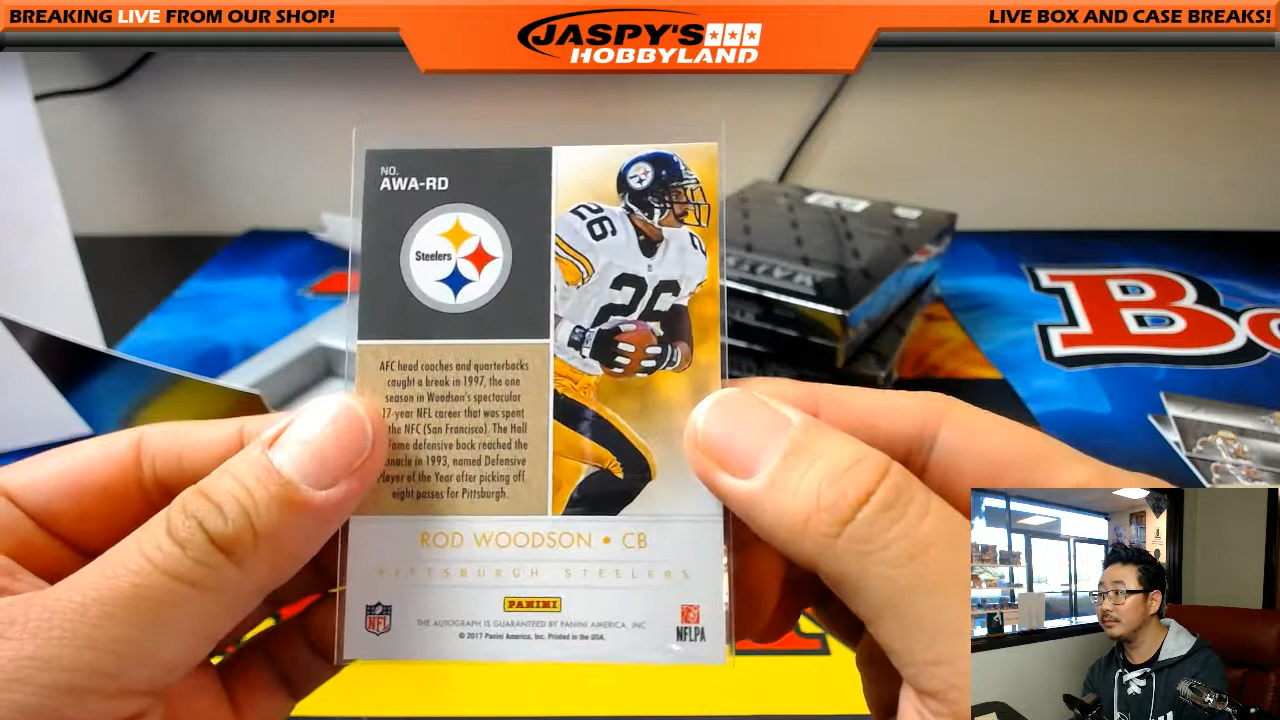 BREAKING LIVE FROM OUR SHOP!
JASPY'S
HOBBYLAND
LIVE BOX AND CASE BREAKS!
NO.
AWA-RD
Steelers
26
26
AFC head coaches and quarterbacks
caught a break in 1997, the one
season in Woodson's spectacular
17-year NFL career that was spent
the NFC (San Francisco). The Hall
ame defensive back reached the
nacle in 1993, named Defensive
layer of the Year after picking off
eight passes for Pittsburgh.
ROD WOODSON • CB
PITTSBURGH STEELERS
PANINI
NFL
THE AUTOGRAPH IS GUARANTEED BY PANINI AMERICA, INC
© 2017 Panini America, Inc. Printed in the USA.
NFLPA